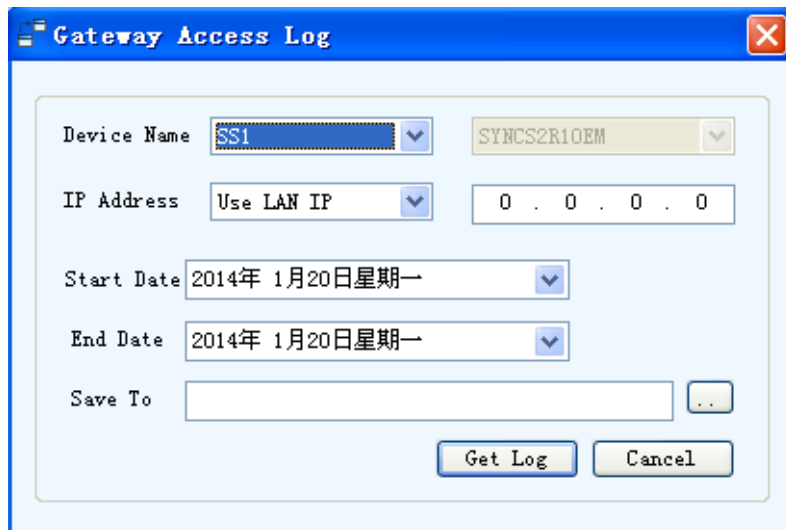 Gateway Access Log
Device Name SS1 SYNCS2R10EM
IP Address Use LAN IP 0 . 0 . 0 . 0
Start Date 2014年 1月20日星期一
End Date 2014年 1月20日星期一
Save To ..
Get Log Cancel